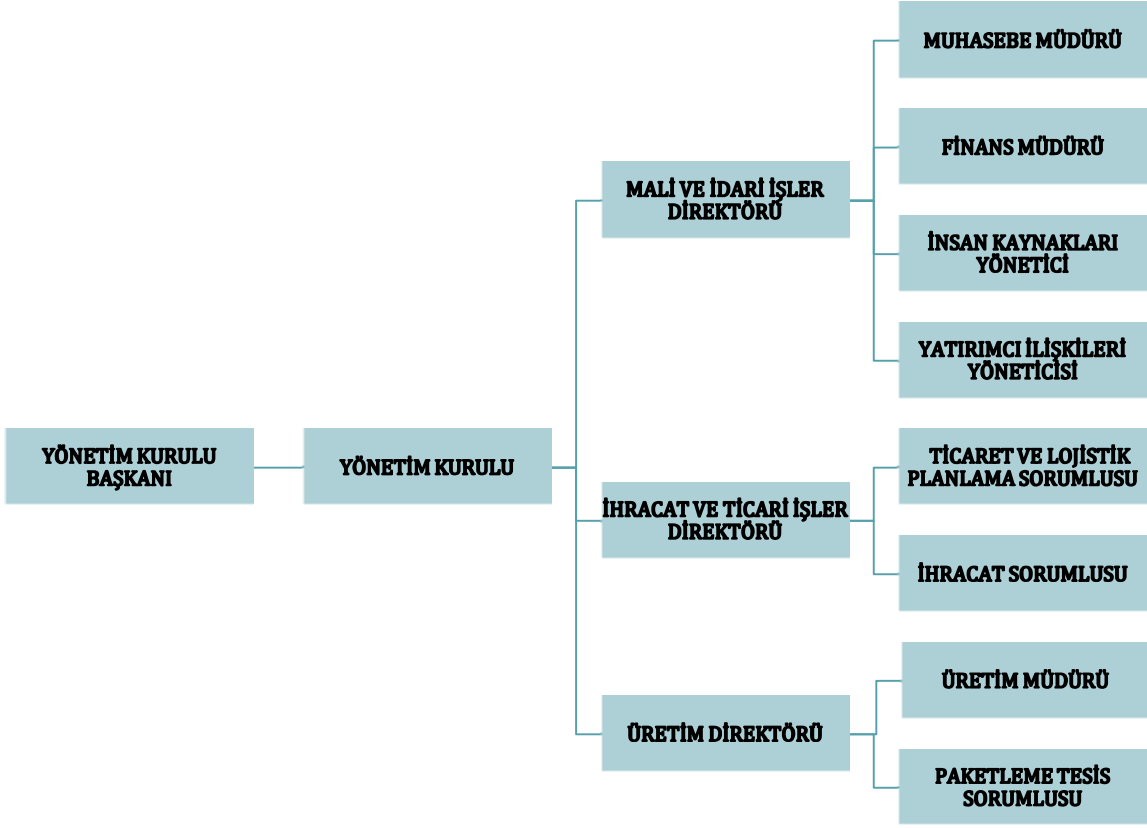 YÖNETİM KURULU
BAŞKANI
YÖNETİM KURULU
MALİ VE İDARİ İŞLER
DİREKTÖRÜ
MUHASEBE MÜDÜRÜ
FİNANS MÜDÜRÜ
İNSAN KAYNAKLARI
YÖNETİCİ
YATIRIMCI İLİŞKİLERİ
YÖNETİCİSİ
İHRACAT VE TİCARİ İŞLER
DİREKTÖRÜ
TİCARET VE LOJİSTİK
PLANLAMA SORUMLUSU
İHRACAT SORUMLUSU
ÜRETİM DİREKTÖRÜ
ÜRETİM MÜDÜRÜ
PAKETLEME TESİS
SORUMLUSU